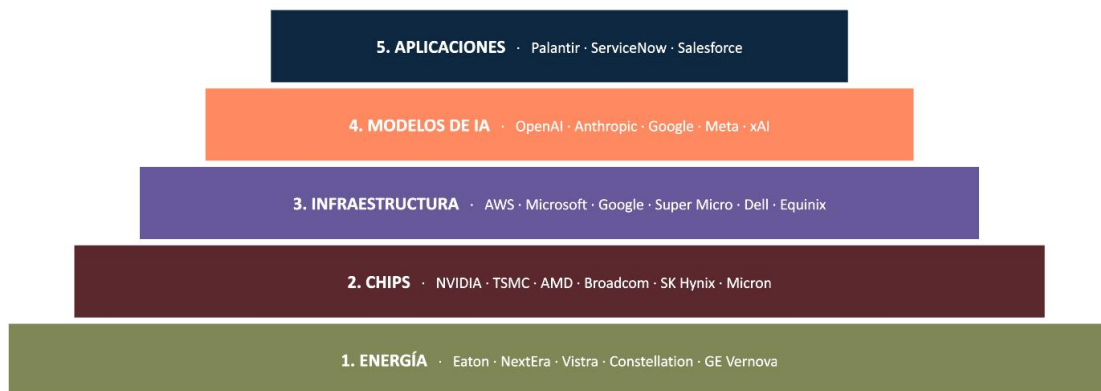 5. APLICACIONES · Palantir · ServiceNow · Salesforce
4. MODELOS DE IA · OpenAI · Anthropic · Google · Meta · xAI
3. INFRAESTRUCTURA · AWS · Microsoft · Google · Super Micro · Dell · Equinix
2. CHIPS · NVIDIA · TSMC · AMD · Broadcom · SK Hynix · Micron
1. ENERGÍA · Eaton · NextEra · Vistra · Constellation · GE Vernova